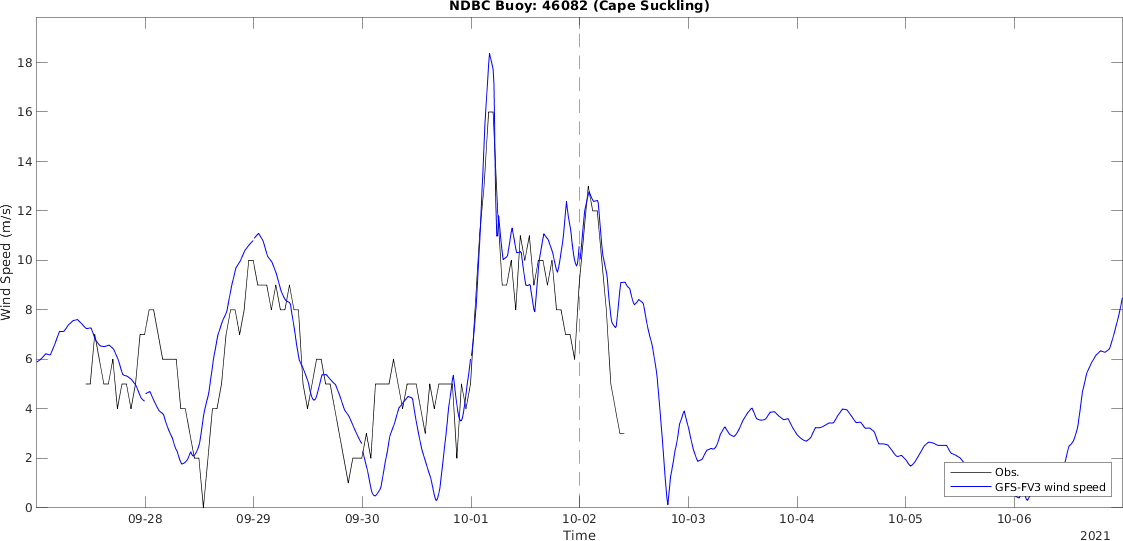 NDBC Buoy: 46082 (Cape Suckling)
Wind Speed (m/s)
18
16
14
12
10
8
6
4
2
0
09-28 09-29 09-30 10-01 10-02 10-03 10-04 10-05 10-06
Time
2021
Obs.
GFS-FV3 wind speed